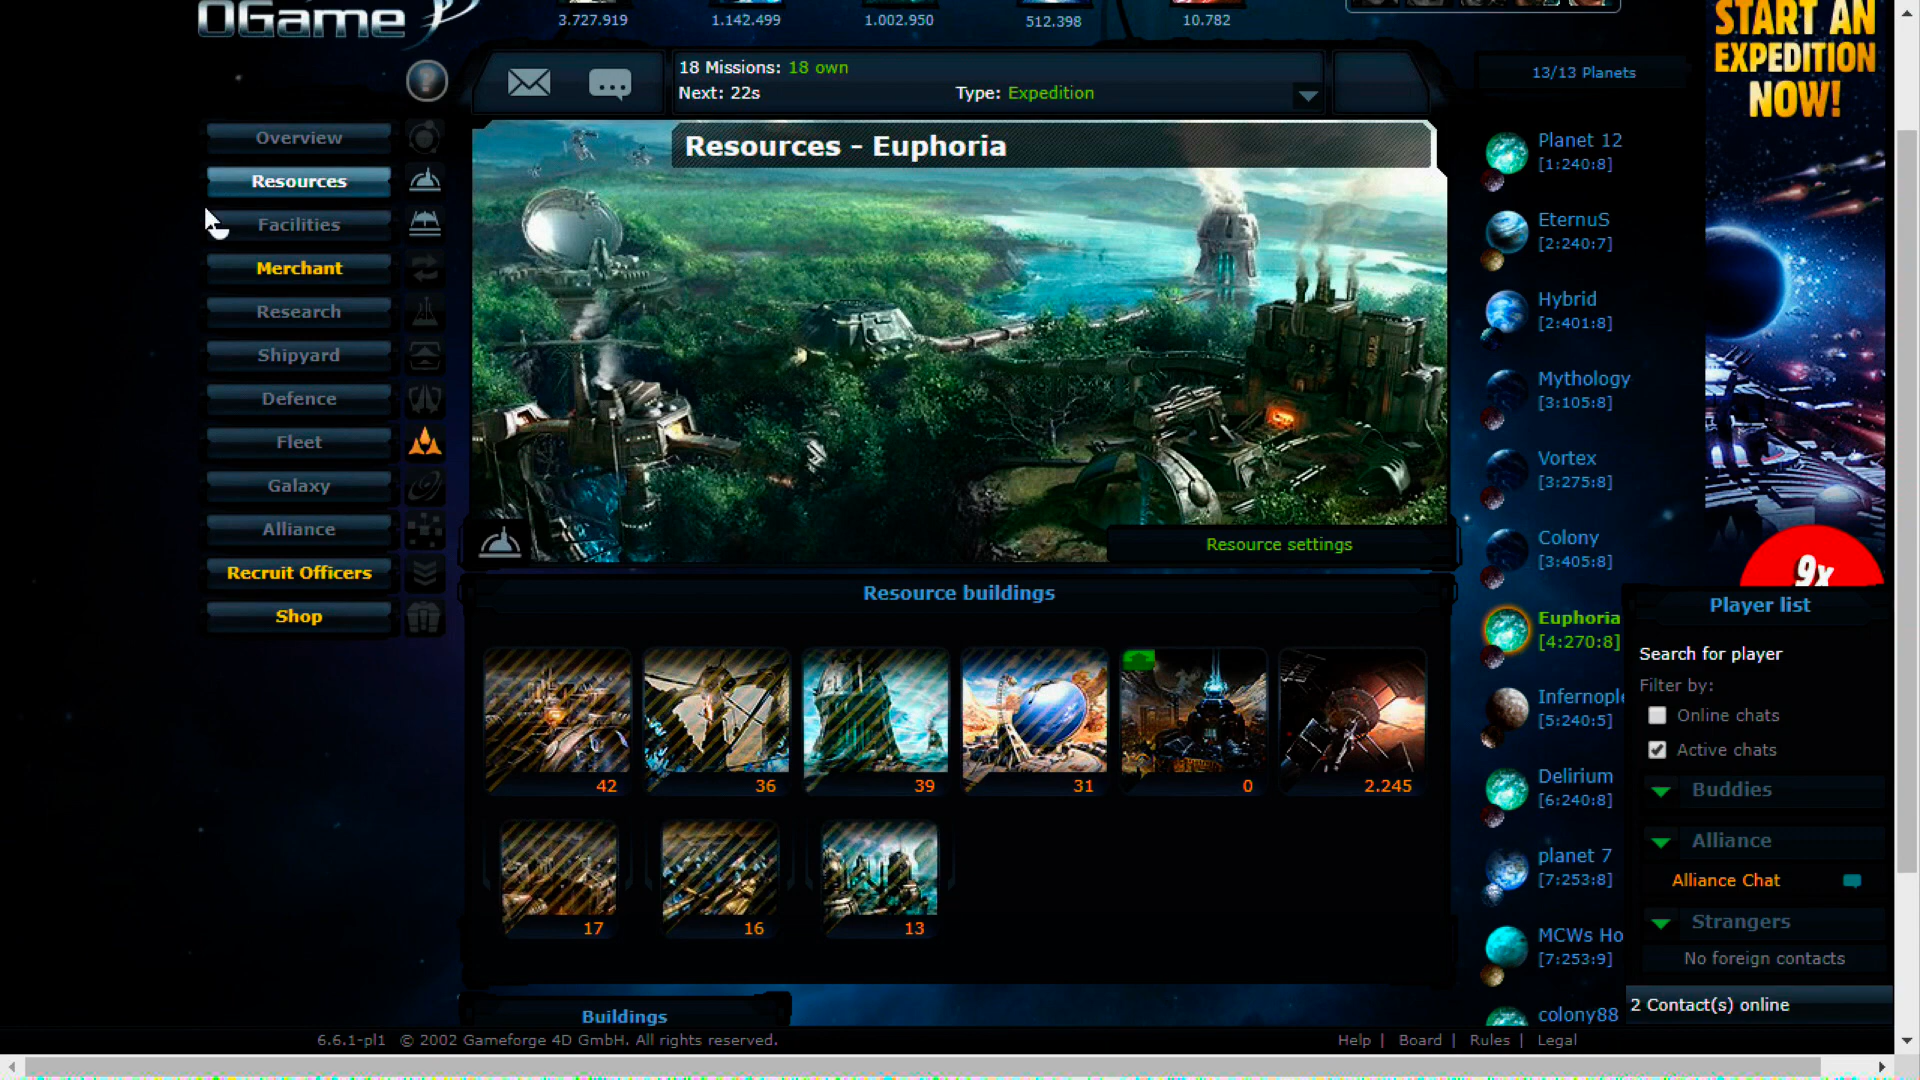 OGame
3.727.919
1.142.499
1.002.950
512.398
10.782
18 Missions: 18 own
Next: 22s
Type: Expedition
Overview
Resources
Facilities
Merchant
Research
Shipyard
Defence
Fleet
Galaxy
Alliance
Recruit Officers
Shop
Resources - Euphoria
Resource settings
Resource buildings
42
36
39
31
0
2.245
17
16
13
Buildings
13/13 Planets
Planet 12
[1:240:8]
EternuS
[2:240:7]
Hybrid
[2:401:8]
Mythology
[3:105:8]
Vortex
[3:275:8]
Colony
[3:405:8]
Euphoria
[4:270:8]
Infernople
[5:240:5]
Delirium
[6:240:8]
planet 7
[7:253:8]
MCWs Ho
[7:253:9]
colony88
START AN
EXPEDITION
NOW!
9x
Player list
Search for player
Filter by:
Online chats
Active chats
Buddies
Alliance
Alliance Chat
Strangers
No foreign contacts
2 Contact(s) online
6.6.1-pl1 © 2002 Gameforge 4D GmbH. All rights reserved.
Help | Board | Rules | Legal